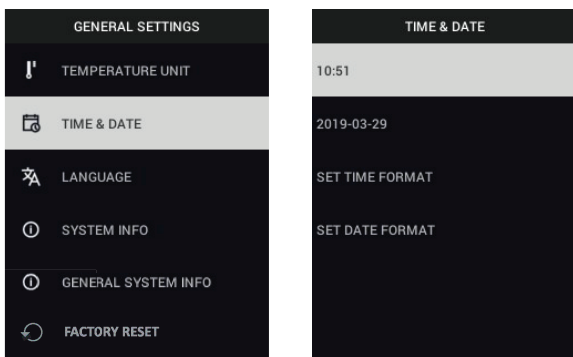 GENERAL SETTINGS
TEMPERATURE UNIT
TIME & DATE
LANGUAGE
SYSTEM INFO
GENERAL SYSTEM INFO
FACTORY RESET
TIME & DATE
10:51
2019-03-29
SET TIME FORMAT
SET DATE FORMAT